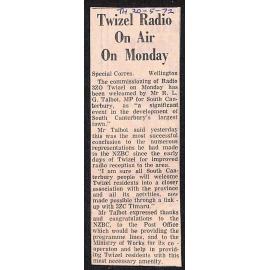 TH 20-5-72
Twizel Radio
On Air
On Monday
Special Corres. Wellington
The commissioning of Radio
3ZO Twizel on Monday has
been welcomed by Mr R. L.
G. Talbot, MP for South Can-
terbury, as "a significant
event in the development of
South Canterbury's largest
town."
Mr Talbot said yesterday
this was the most successful
conclusion to the numerous
representations he had made
to the NZBC since the early
days of Twizel for improved
radio reception to the area.
"I am sure all South Can-
terbury people will welcome
Twizel residents into a closer
association with the province
and all its activities, now
made possible through a link-
up with 3ZC Timaru."
Mr Talbot expressed thanks
and congratulations to the
NZBC, to the Post Office
which would be providing the
programme lines, and to the
Ministry of Works for its co-
operation and help in provid-
ing Twizel residents with this
most necessary amenity.